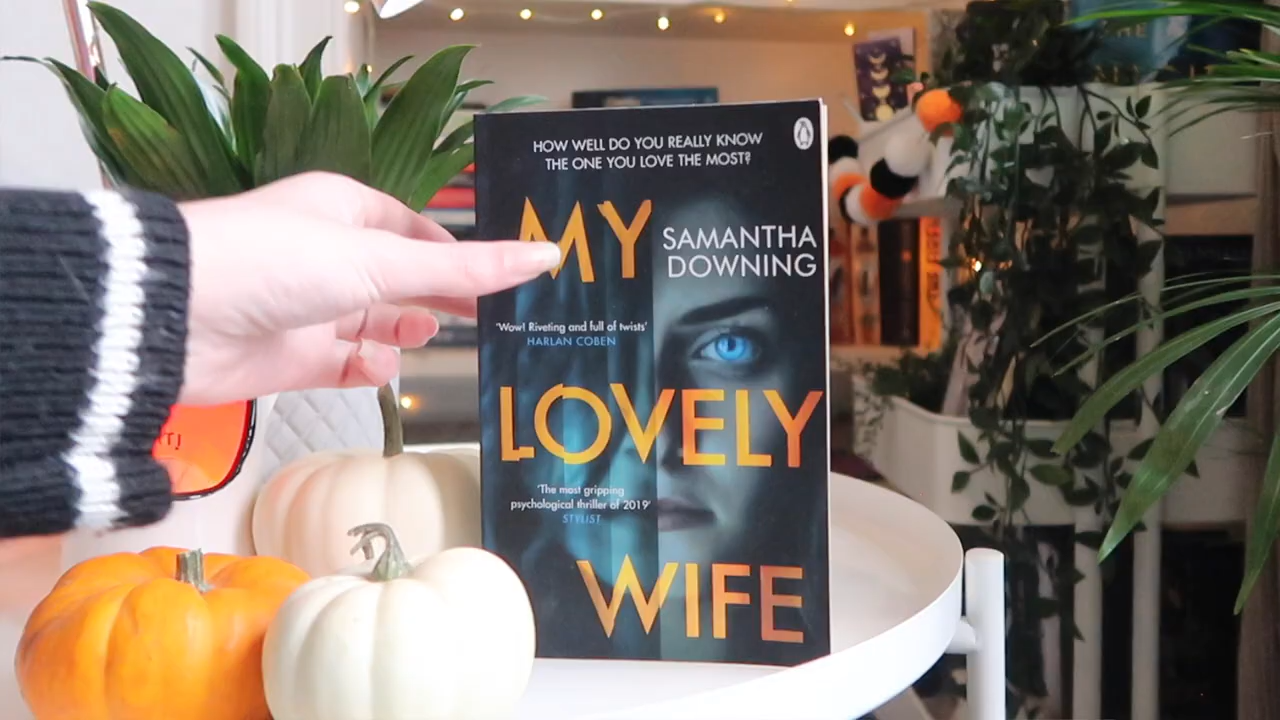 HOW WELL DO YOU REALLY KNOW
THE ONE YOU LOVE THE MOST?
MY
SAMANTHA
DOWNING
'Wow! Riveting and full of twists'
HARLAN COBEN
LOVELY
'The most gripping
psychological thriller of 2019'
STYLIST
WIFE